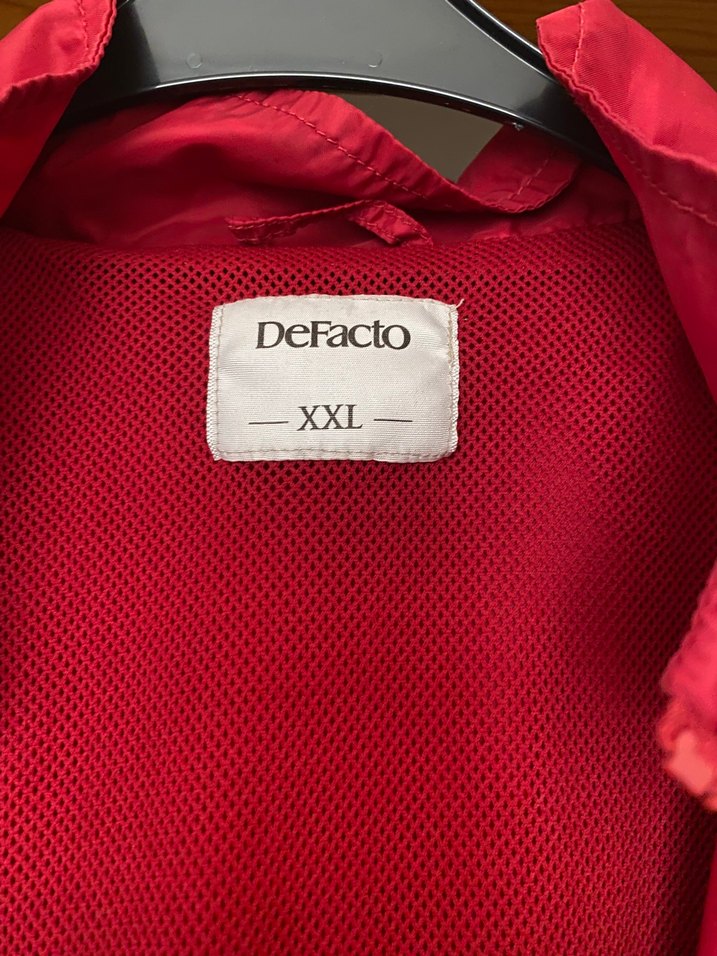 DeFacto
— XXL —